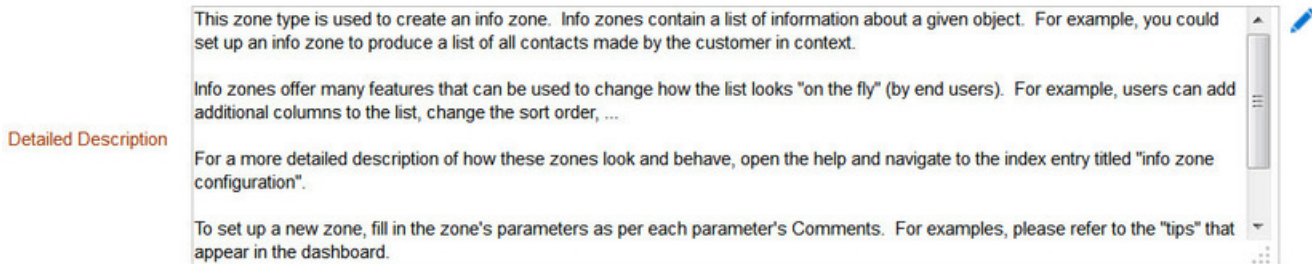 This zone type is used to create an info zone.  Info zones contain a list of information about a given object.  For example, you could
set up an info zone to produce a list of all contacts made by the customer in context.
Info zones offer many features that can be used to change how the list looks "on the fly" (by end users).  For example, users can add
additional columns to the list, change the sort order, ...
Detailed Description
For a more detailed description of how these zones look and behave, open the help and navigate to the index entry titled "info zone
configuration".
To set up a new zone, fill in the zone's parameters as per each parameter's Comments.  For examples, please refer to the "tips" that
appear in the dashboard.